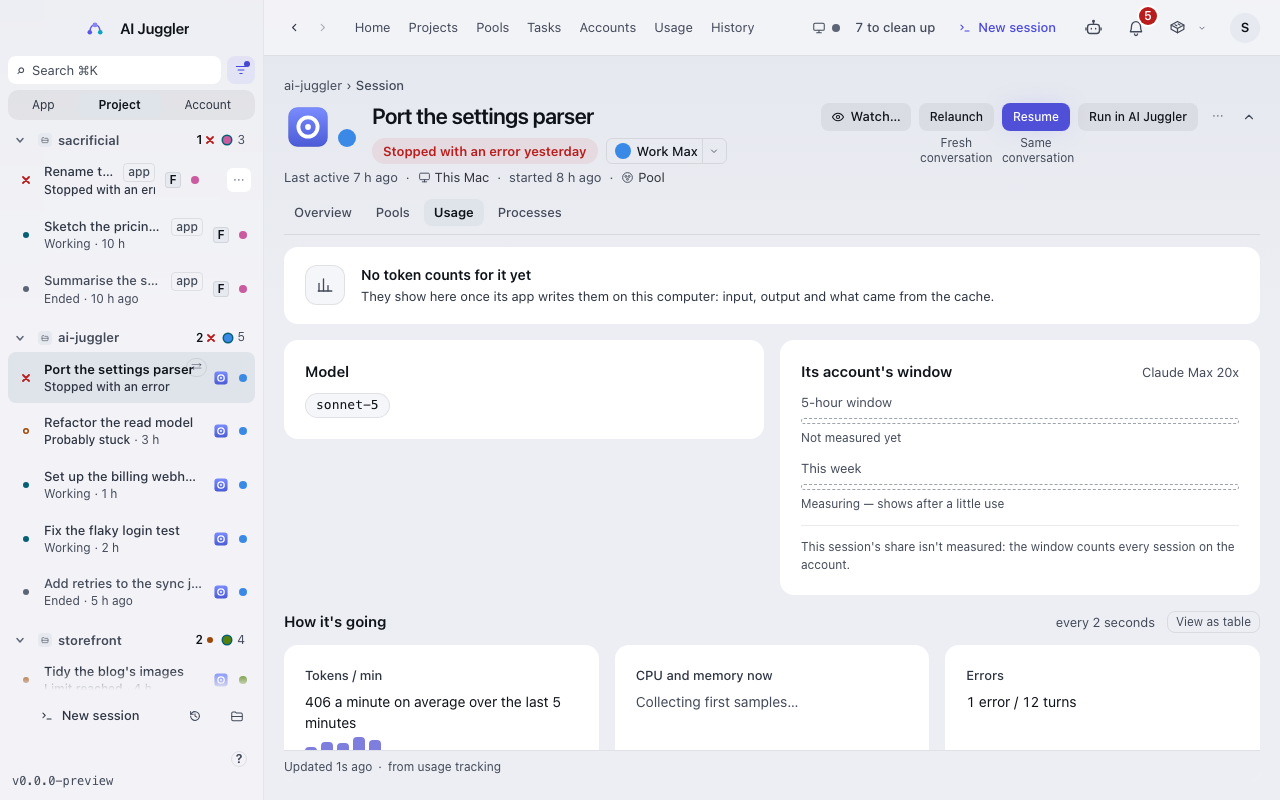 AI Juggler
Home
Projects
Pools
Tasks
Accounts
Usage
History
7 to clean up
New session
5
S
Search ⌘K
App
Project
Account
sacrificial
1
3
Rename t...
app
F
Stopped with an er
Sketch the pricin...
app
F
Working · 10 h
Summarise the s...
app
F
Ended · 10 h ago
ai-juggler
2
5
Port the settings parser
Stopped with an error
Refactor the read model
Probably stuck · 3 h
Set up the billing webh...
Working · 1 h
Fix the flaky login test
Working · 2 h
Add retries to the sync j...
Ended · 5 h ago
storefront
2
4
Tidy the blog's images
New session
?
v0.0.0-preview
ai-juggler › Session
Port the settings parser
Stopped with an error yesterday
Work Max
Watch...
Relaunch
Resume
Run in AI Juggler
Fresh conversation
Same conversation
Last active 7 h ago · This Mac · started 8 h ago · Pool
Overview
Pools
Usage
Processes
No token counts for it yet
They show here once its app writes them on this computer: input, output and what came from the cache.
Model
sonnet-5
Its account's window
Claude Max 20x
5-hour window
Not measured yet
This week
Measuring — shows after a little use
This session's share isn't measured: the window counts every session on the
account.
How it's going
every 2 seconds
View as table
Tokens / min
406 a minute on average over the last 5
minutes
CPU and memory now
Collecting first samples...
Errors
1 error / 12 turns
Updated 1s ago · from usage tracking